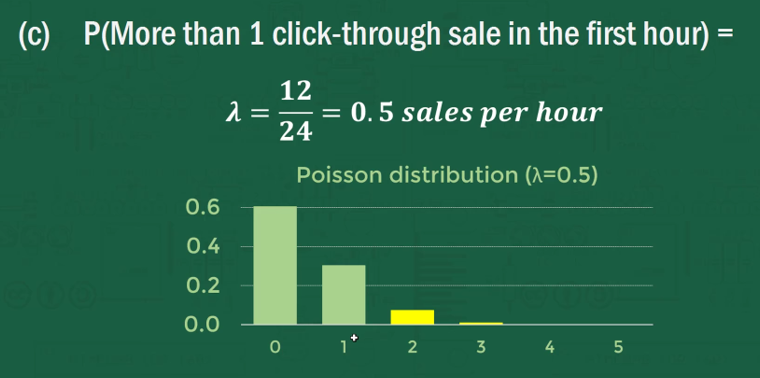 (c) P(More than 1 click-through sale in the first hour) =
λ = 12/24 = 0.5 sales per hour
Poisson distribution (λ=0.5)
0.6
0.4
0.2
0.0
0 1 2 3 4 5